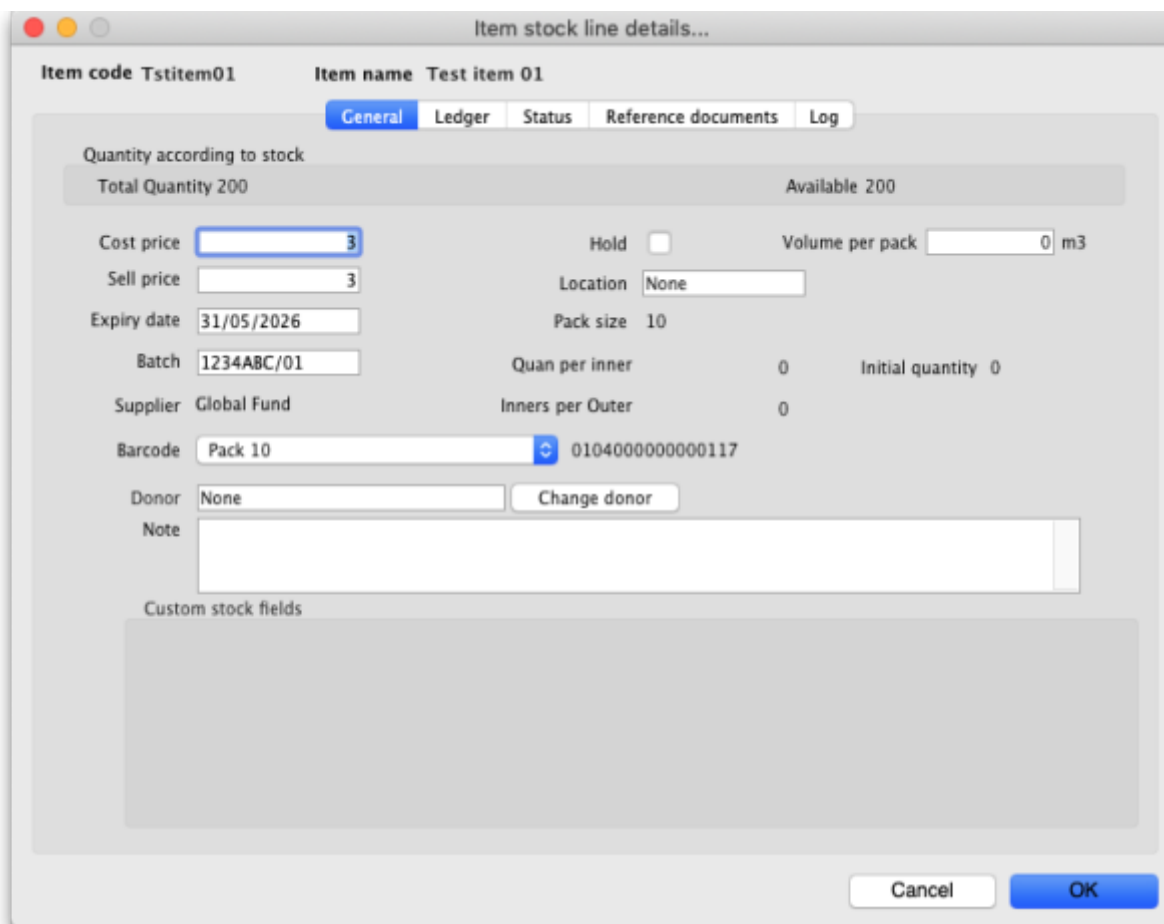 Item stock line details...
Item code Tstitem01 Item name Test item 01
General Ledger Status Reference documents Log
Quantity according to stock
Total Quantity 200 Available 200
Cost price 3 Hold Volume per pack 0 m3
Sell price 3 Location None
Expiry date 31/05/2026 Pack size 10
Batch 1234ABC/01 Quan per inner 0 Initial quantity 0
Supplier Global Fund Inners per Outer 0
Barcode Pack 10 0104000000000117
Donor None Change donor
Note
Custom stock fields
Cancel OK